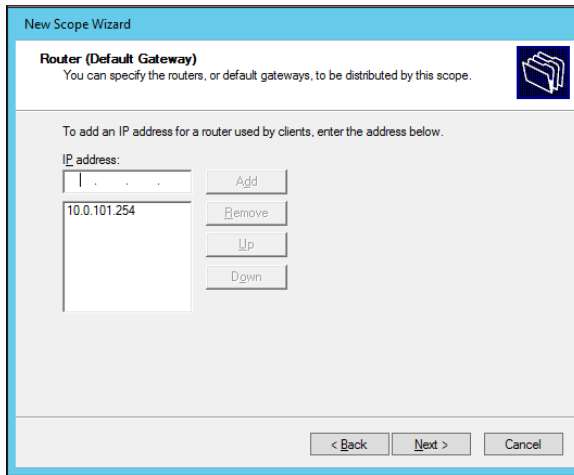 New Scope Wizard
Router (Default Gateway)
You can specify the routers, or default gateways, to be distributed by this scope.
To add an IP address for a router used by clients, enter the address below.
IP address:
. . .
Add
10.0.101.254
Remove
Up
Down
< Back
Next >
Cancel